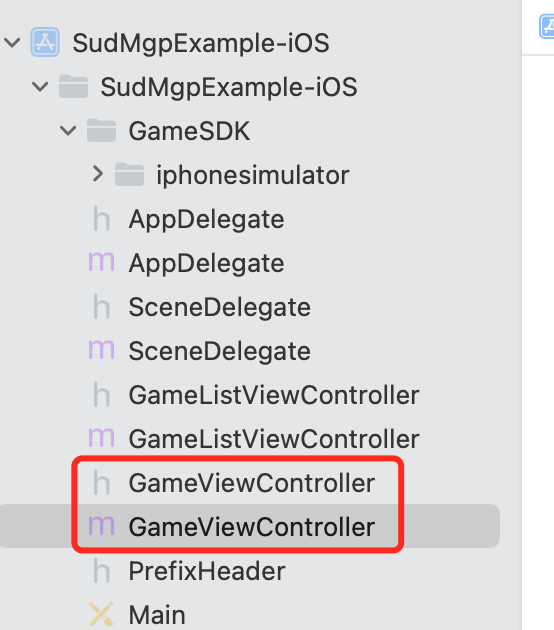 SudMgpExample-iOS
SudMgpExample-iOS
GameSDK
iphonesimulator
h AppDelegate
m AppDelegate
h SceneDelegate
m SceneDelegate
h GameListViewController
m GameListViewController
h GameViewController
m GameViewController
h PrefixHeader
Main